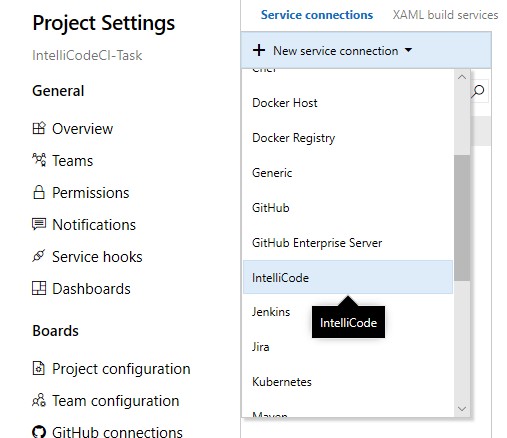 Project Settings
IntelliCodeCI-Task
General
Overview
Teams
Permissions
Notifications
Service hooks
Dashboards
Boards
Project configuration
Team configuration
GitHub connections
Service connections
XAML build services
+ New service connection
Chef
Docker Host
Docker Registry
Generic
GitHub
GitHub Enterprise Server
IntelliCode
Jenkins
IntelliCode
Jira
Kubernetes
Maven